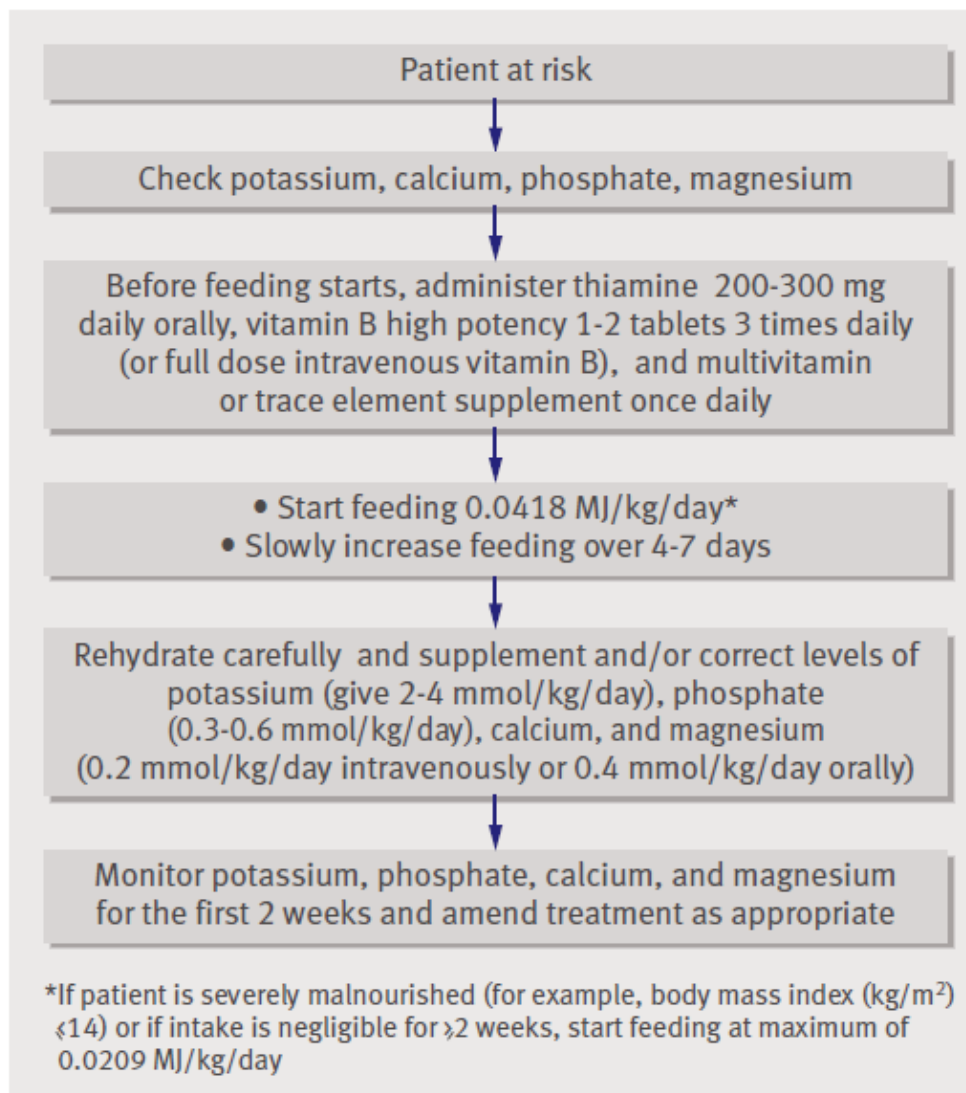 Patient at risk
Check potassium, calcium, phosphate, magnesium
Before feeding starts, administer thiamine 200-300 mg
daily orally, vitamin B high potency 1-2 tablets 3 times daily
(or full dose intravenous vitamin B), and multivitamin
or trace element supplement once daily
• Start feeding 0.0418 MJ/kg/day*
• Slowly increase feeding over 4-7 days
Rehydrate carefully and supplement and/or correct levels of
potassium (give 2-4 mmol/kg/day), phosphate
(0.3-0.6 mmol/kg/day), calcium, and magnesium
(0.2 mmol/kg/day intravenously or 0.4 mmol/kg/day orally)
Monitor potassium, phosphate, calcium, and magnesium
for the first 2 weeks and amend treatment as appropriate
*If patient is severely malnourished (for example, body mass index (kg/m²)
⩽14) or if intake is negligible for ⩾2 weeks, start feeding at maximum of
0.0209 MJ/kg/day